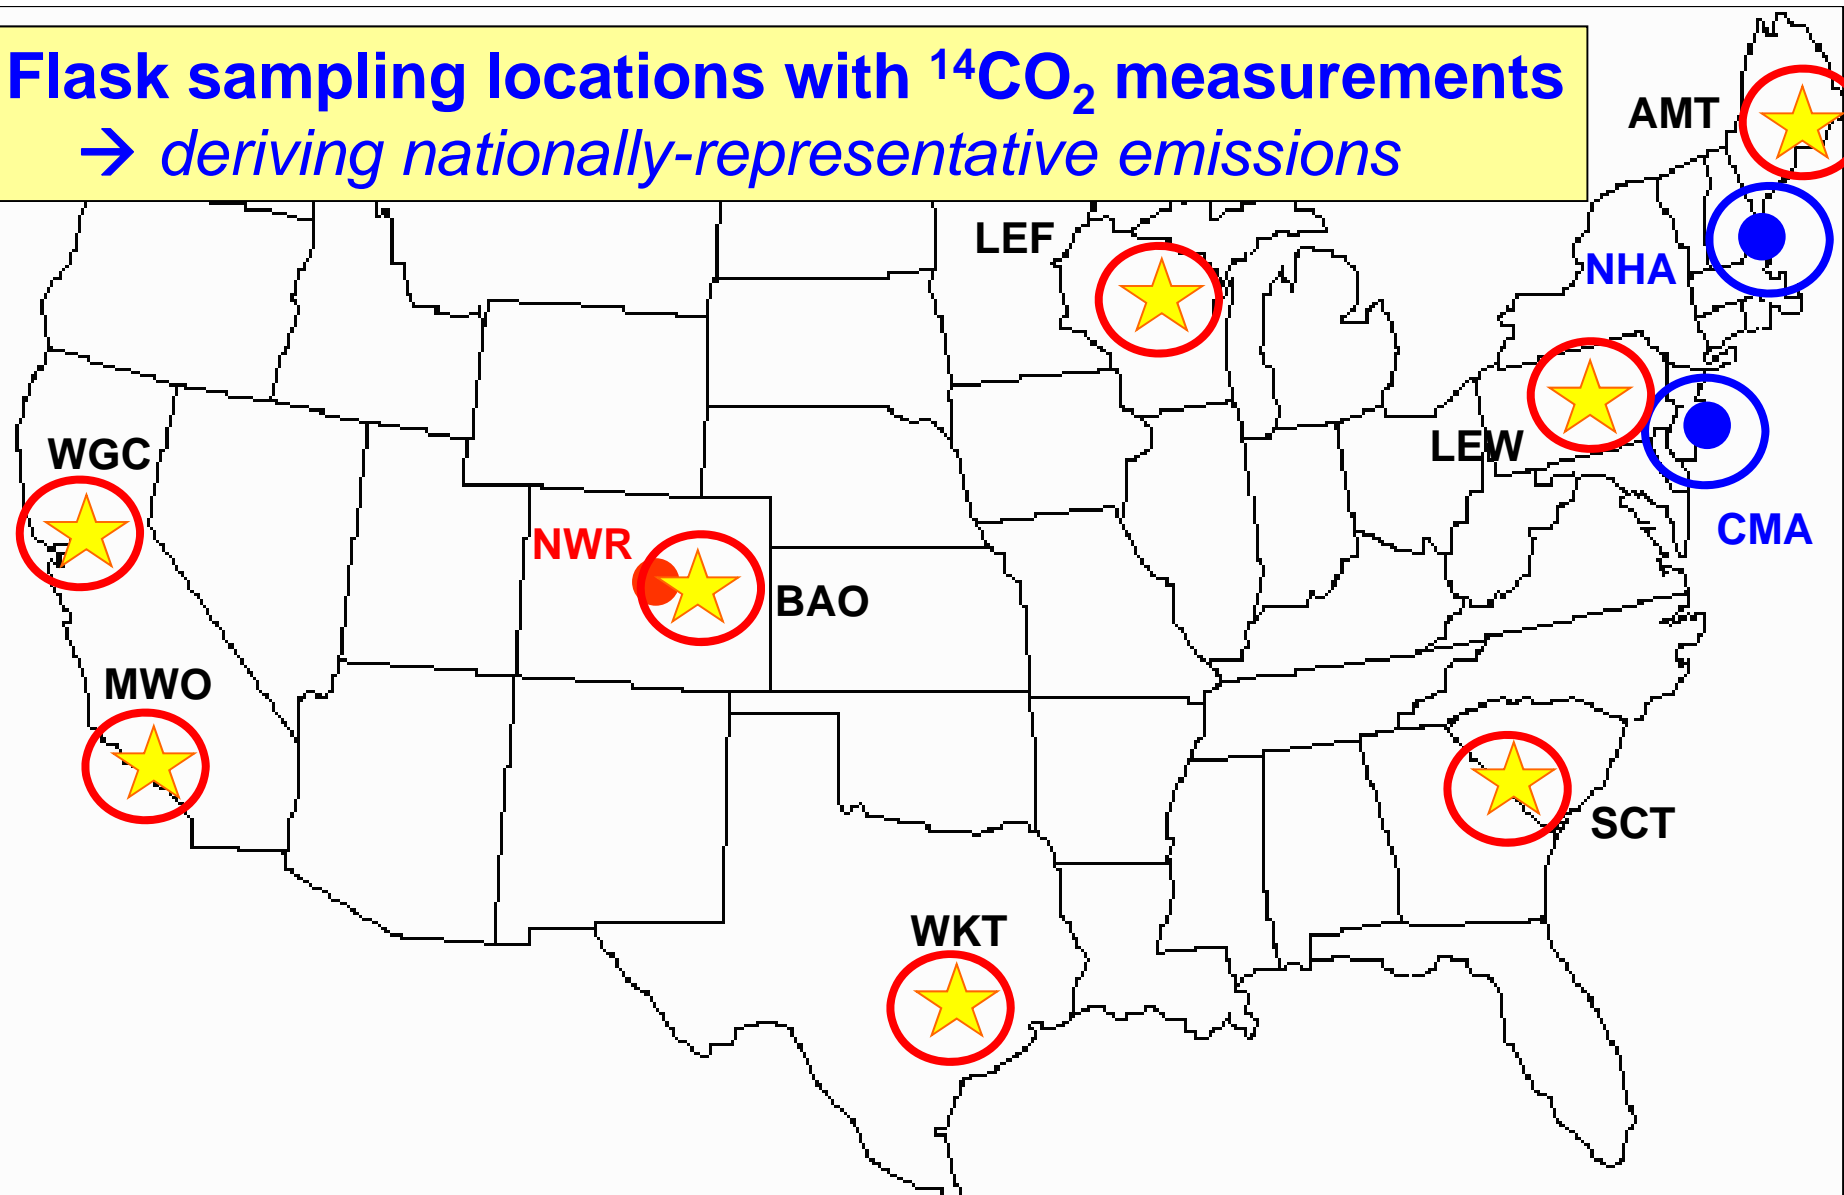 Flask sampling locations with ¹⁴CO₂ measurements
→ deriving nationally-representative emissions
AMT
LEF
NHA
LEW
WGC
CMA
NWR
BAO
MWO
SCT
WKT